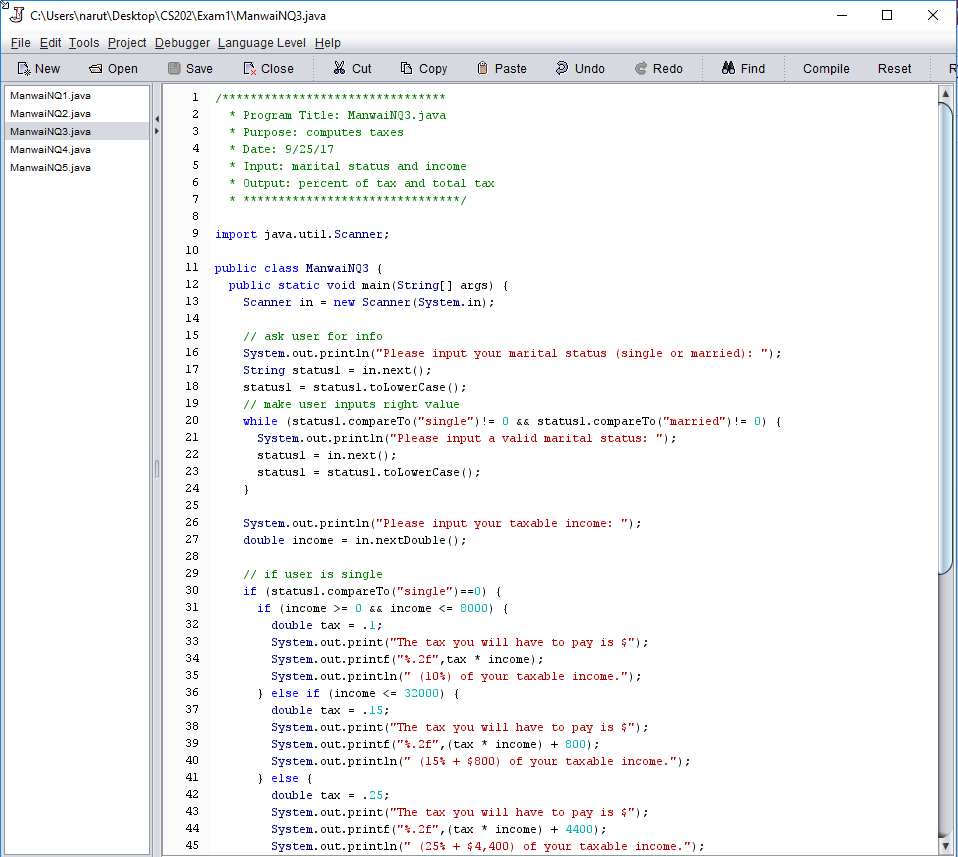 C:\Users\narut\Desktop\CS202\Exam1\ManwaiNQ3.java
File Edit Tools Project Debugger Language Level Help
New Open Save Close Cut Copy Paste Undo Redo Find Compile Reset R
ManwaiNQ1.java
ManwaiNQ2.java
ManwaiNQ3.java
ManwaiNQ4.java
ManwaiNQ5.java
1 /********************************
2 * Program Title: ManwaiNQ3.java
3 * Purpose: computes taxes
4 * Date: 9/25/17
5 * Input: marital status and income
6 * Output: percent of tax and total tax
7 * *******************************/
8
9 import java.util.Scanner;
10
11 public class ManwaiNQ3 {
12 public static void main(String[] args) {
13 Scanner in = new Scanner(System.in);
14
15 // ask user for info
16 System.out.println("Please input your marital status (single or married): ");
17 String status1 = in.next();
18 status1 = status1.toLowerCase();
19 // make user inputs right value
20 while (status1.compareTo("single")!= 0 && status1.compareTo("married")!= 0) {
21 System.out.println("Please input a valid marital status: ");
22 status1 = in.next();
23 status1 = status1.toLowerCase();
24 }
25
26 System.out.println("Please input your taxable income: ");
27 double income = in.nextDouble();
28
29 // if user is single
30 if (status1.compareTo("single")==0) {
31 if (income >= 0 && income <= 8000) {
32 double tax = .1;
33 System.out.print("The tax you will have to pay is $");
34 System.out.printf("%.2f",tax * income);
35 System.out.println(" (10%) of your taxable income.");
36 } else if (income <= 32000) {
37 double tax = .15;
38 System.out.print("The tax you will have to pay is $");
39 System.out.printf("%.2f",(tax * income) + 800);
40 System.out.println(" (15% + $800) of your taxable income.");
41 } else {
42 double tax = .25;
43 System.out.print("The tax you will have to pay is $");
44 System.out.printf("%.2f",(tax * income) + 4400);
45 System.out.println(" (25% + $4,400) of your taxable income.");